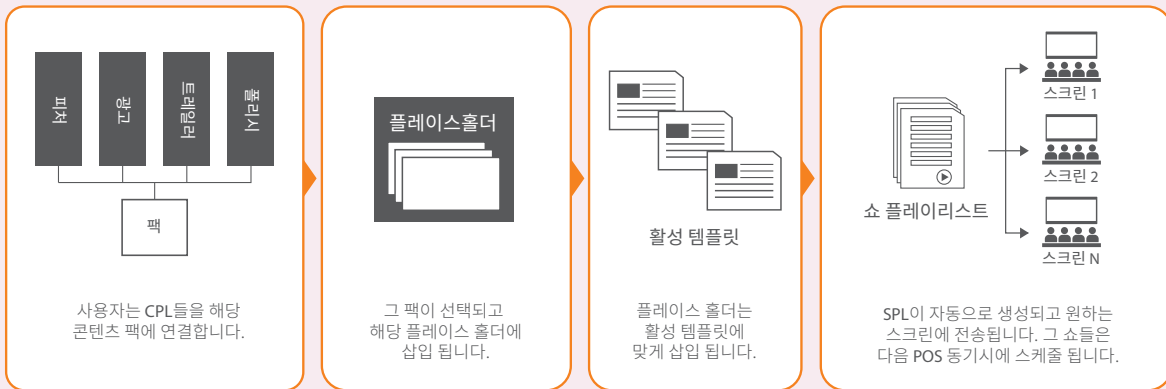 피처
광고
트레일러
폴리시
팩
사용자는 CPL들을 해당
콘텐츠 팩에 연결합니다.
플레이스홀더
그 팩이 선택되고
해당 플레이스 홀더에
삽입 됩니다.
활성 템플릿
플레이스 홀더는
활성 템플릿에
맞게 삽입 됩니다.
쇼 플레이리스트
스크린 1
스크린 2
스크린 N
SPL이 자동으로 생성되고 원하는
스크린에 전송됩니다. 그 쇼들은
다음 POS 동기시에 스케줄 됩니다.